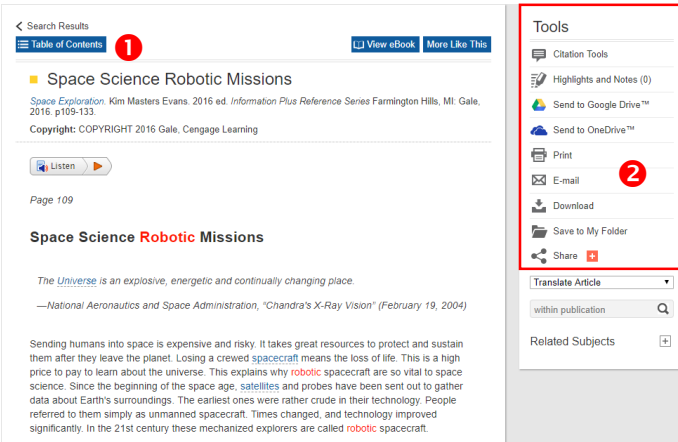 Search Results
Table of Contents
1
View eBook
More Like This
Space Science Robotic Missions
Space Exploration. Kim Masters Evans. 2016 ed. Information Plus Reference Series Farmington Hills, MI: Gale,
2016. p109-133.
Copyright: COPYRIGHT 2016 Gale, Cengage Learning
Listen
Page 109
Space Science Robotic Missions
The Universe is an explosive, energetic and continually changing place.
—National Aeronautics and Space Administration, "Chandra's X-Ray Vision" (February 19, 2004)
Sending humans into space is expensive and risky. It takes great resources to protect and sustain
them after they leave the planet. Losing a crewed spacecraft means the loss of life. This is a high
price to pay to learn about the universe. This explains why robotic spacecraft are so vital to space
science. Since the beginning of the space age, satellites and probes have been sent out to gather
data about Earth's surroundings. The earliest ones were rather crude in their technology. People
referred to them simply as unmanned spacecraft. Times changed, and technology improved
significantly. In the 21st century these mechanized explorers are called robotic spacecraft.
Tools
Citation Tools
Highlights and Notes (0)
Send to Google Drive™
Send to OneDrive™
Print
2
E-mail
Download
Save to My Folder
Share +
Translate Article
within publication
Related Subjects +